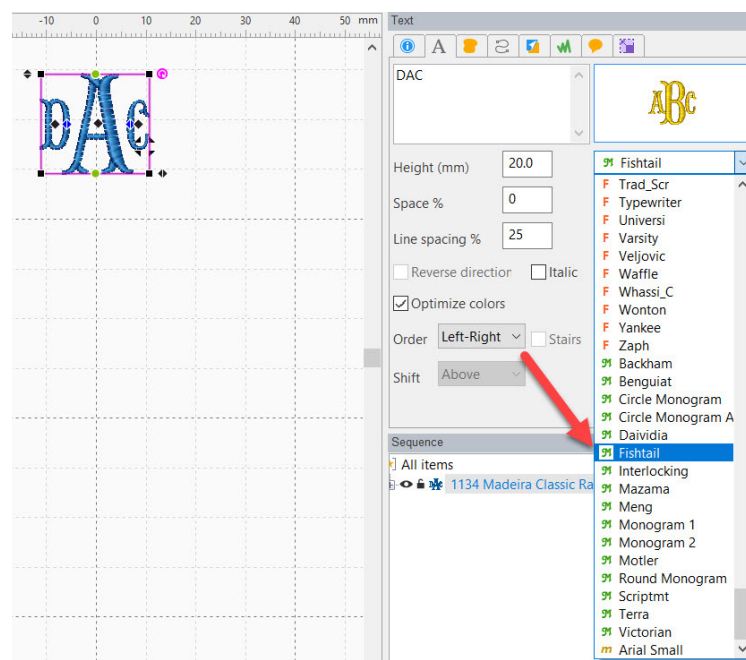 -10 0 10 20 30 40 50 mm
Text
DAC
DAC
ABC
Height (mm) 20.0
Fishtail
Space % 0
Line spacing % 25
Reverse direction Italic
Optimize colors
Order Left-Right Stairs
Shift Above
F Trad_Scr
F Typewriter
F Universi
F Varsity
F Veljovic
F Waffle
F Whassi_C
F Wonton
F Yankee
F Zaph
M Backham
M Benguiat
M Circle Monogram
M Circle Monogram A
M Daividia
M Fishtail
M Interlocking
M Mazama
M Meng
M Monogram 1
M Monogram 2
M Motler
M Round Monogram
M Scriptmt
M Terra
M Victorian
m Arial Small
Sequence
All items
1134 Madeira Classic Ra